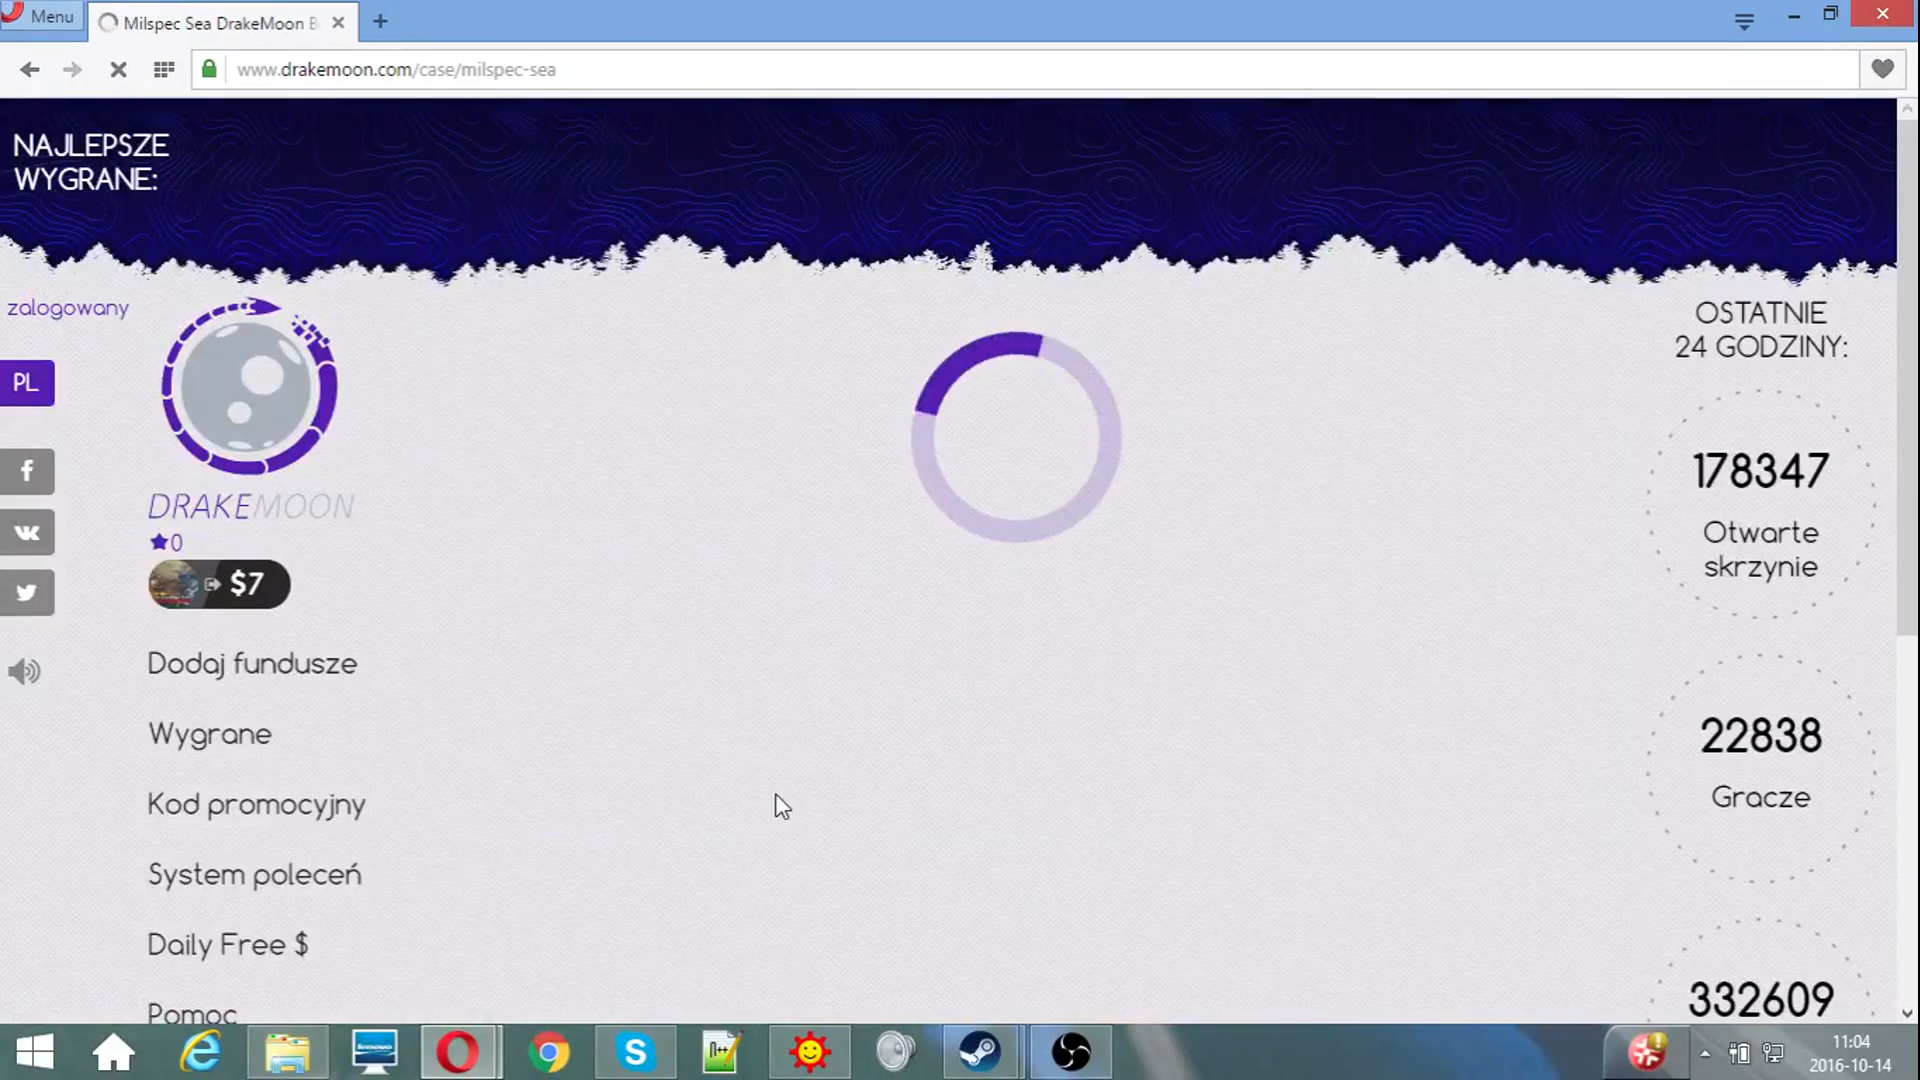 Menu
Milspec Sea DrakeMoon
www.drakemoon.com/case/milspec-sea
NAJLEPSZE
WYGRANE:
zalogowany
PL
DRAKEMOON
0
$7
Dodaj fundusze
Wygrane
Kod promocyjny
System poleceń
Daily Free $
Pomoc
OSTATNIE
24 GODZINY:
178347
Otwarte
skrzynie
22838
Gracze
332609
lenovo
N++
11:04
2016-10-14